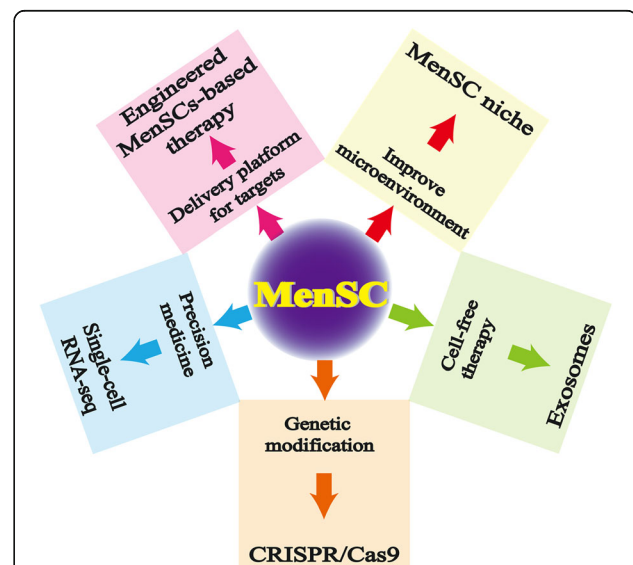 Engineered
MenSCs-based
therapy
Delivery platform
for targets
MenSC niche
Improve
microenvironment
MenSC
Precision
medicine
Single-cell
RNA-seq
Cell-free
therapy
Exosomes
Genetic
modification
CRISPR/Cas9